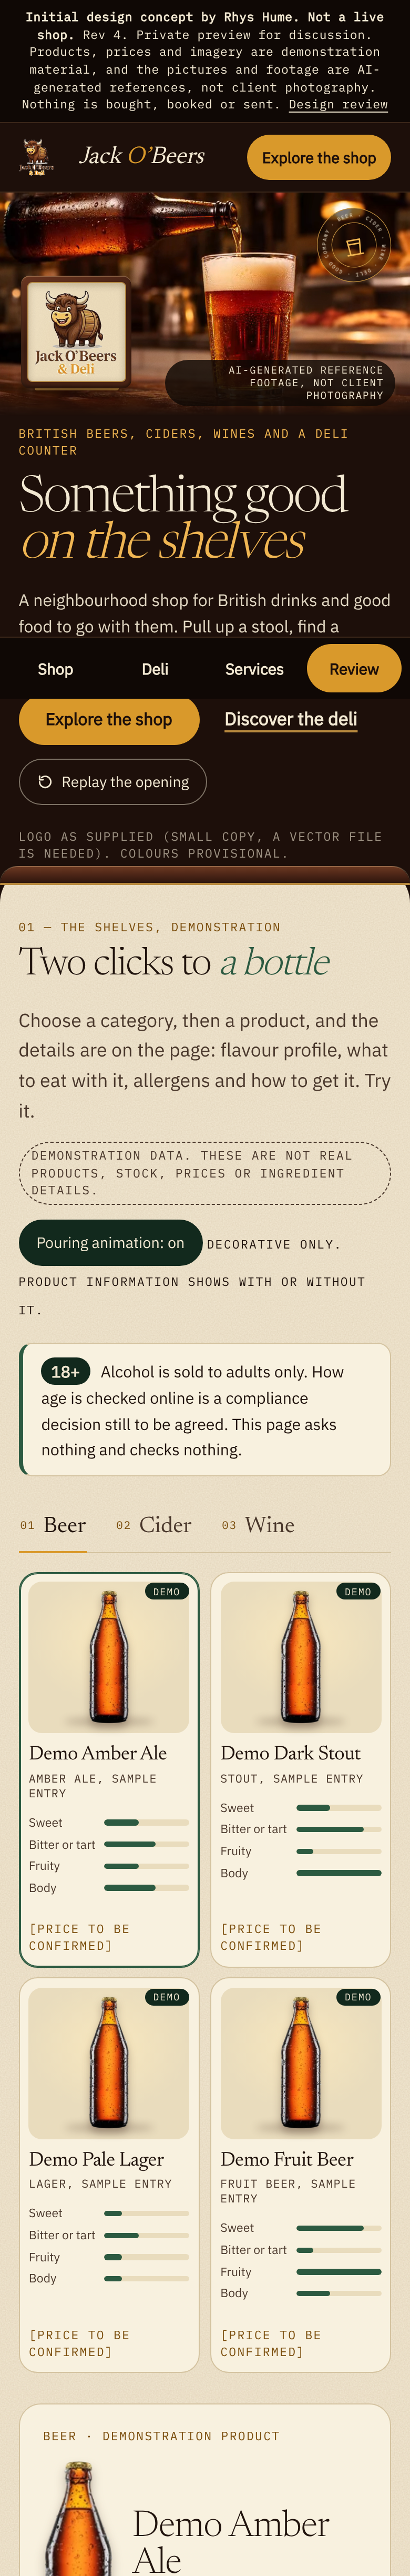 Initial design concept by Rhys Hume. Not a live
shop. Rev 4. Private preview for discussion.
Products, prices and imagery are demonstration
material, and the pictures and footage are AI-
generated references, not client photography.
Nothing is bought, booked or sent. Design review
Jack O'Beers
Explore the shop
Jack O'Beers
& Deli
AI-GENERATED REFERENCE
FOOTAGE, NOT CLIENT
PHOTOGRAPHY
BRITISH BEERS, CIDERS, WINES AND A DELI
COUNTER
Something good
on the shelves
A neighbourhood shop for British drinks and good
food to go with them. Pull up a stool, find a
Shop
Deli
Services
Review
Explore the shop
Discover the deli
Replay the opening
LOGO AS SUPPLIED (SMALL COPY, A VECTOR FILE
IS NEEDED). COLOURS PROVISIONAL.
01 — THE SHELVES, DEMONSTRATION
Two clicks to a bottle
Choose a category, then a product, and the
details are on the page: flavour profile, what
to eat with it, allergens and how to get it. Try
it.
DEMONSTRATION DATA. THESE ARE NOT REAL
PRODUCTS, STOCK, PRICES OR INGREDIENT
DETAILS.
Pouring animation: on
DECORATIVE ONLY.
PRODUCT INFORMATION SHOWS WITH OR WITHOUT
IT.
18+ Alcohol is sold to adults only. How
age is checked online is a compliance
decision still to be agreed. This page asks
nothing and checks nothing.
01 Beer
02 Cider
03 Wine
DEMO
Demo Amber Ale
AMBER ALE, SAMPLE
ENTRY
Sweet
Bitter or tart
Fruity
Body
[PRICE TO BE
CONFIRMED]
DEMO
Demo Dark Stout
STOUT, SAMPLE ENTRY
Sweet
Bitter or tart
Fruity
Body
[PRICE TO BE
CONFIRMED]
DEMO
Demo Pale Lager
LAGER, SAMPLE ENTRY
Sweet
Bitter or tart
Fruity
Body
[PRICE TO BE
CONFIRMED]
DEMO
Demo Fruit Beer
FRUIT BEER, SAMPLE
ENTRY
Sweet
Bitter or tart
Fruity
Body
[PRICE TO BE
CONFIRMED]
BEER · DEMONSTRATION PRODUCT
Demo Amber
Ale